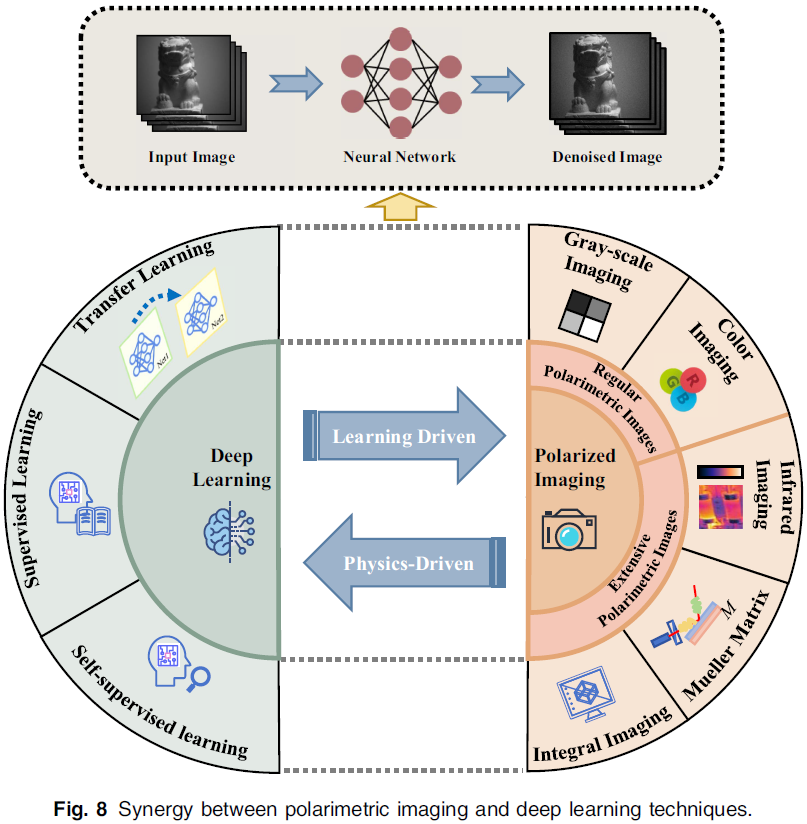 Input Image
Neural Network
Denoised Image
Transfer Learning
Net1
Net2
Supervised Learning
Self-supervised learning
Deep
Learning
Learning Driven
Physics-Driven
Polarized
Imaging
Regular
Polarimetric Images
Extensive
Polarimetric Images
Gray-scale
Imaging
Color
Imaging
R
G
B
Infrared
Imaging
Mueller Matrix
M
Integral Imaging
Fig. 8 Synergy between polarimetric imaging and deep learning techniques.